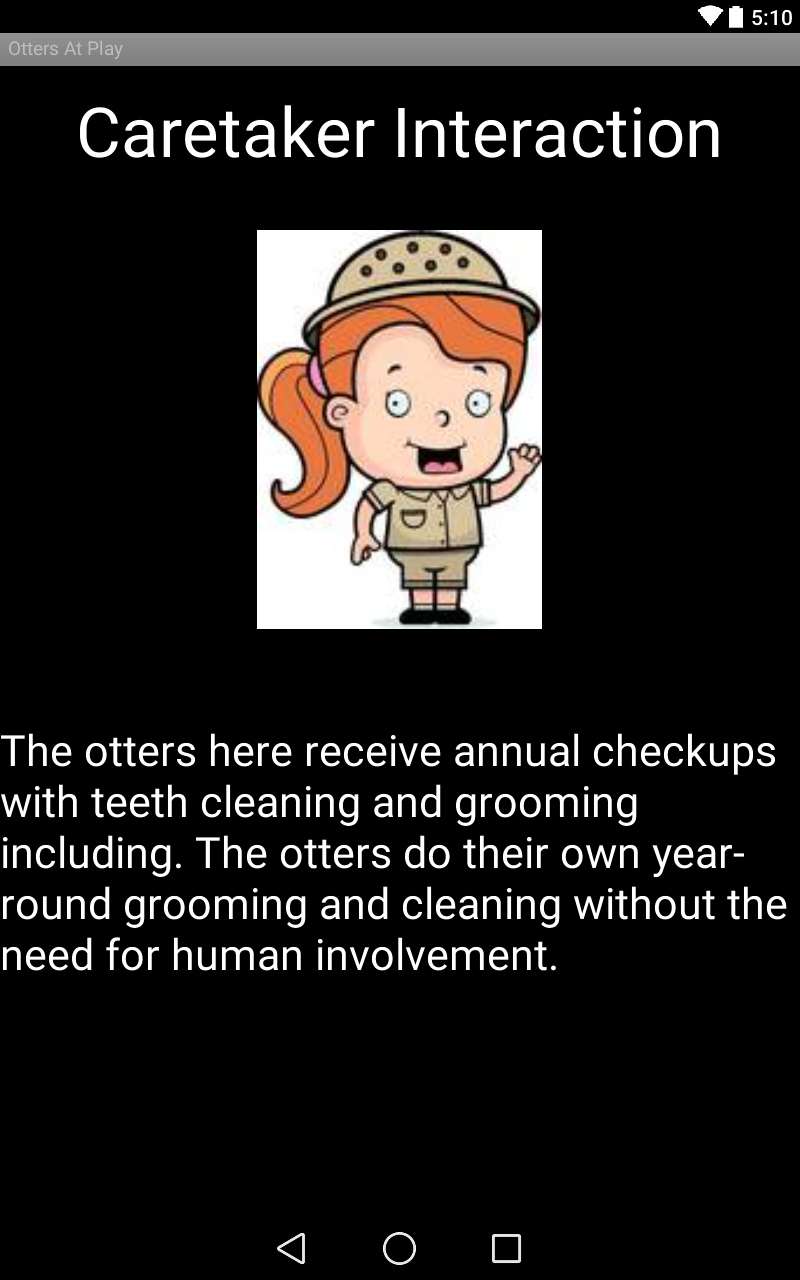 5:10
Otters At Play
Caretaker Interaction
The otters here receive annual checkups
with teeth cleaning and grooming
including. The otters do their own year-
round grooming and cleaning without the
need for human involvement.